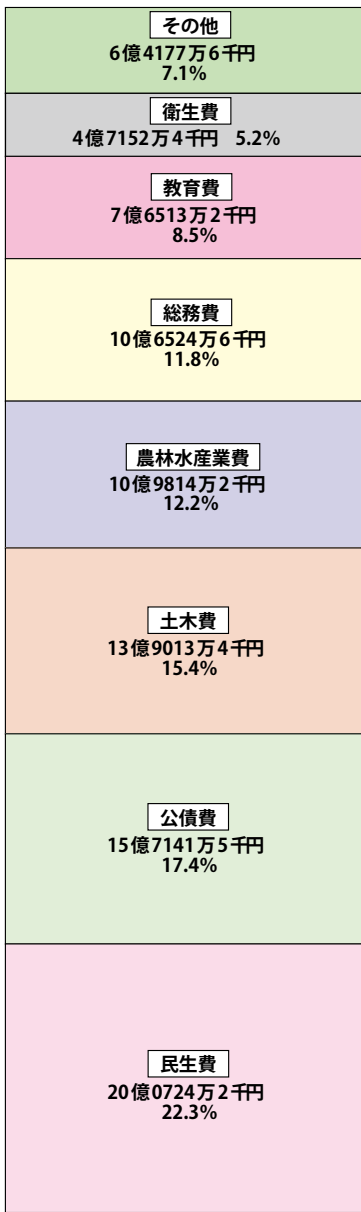 その他
6億4177万6千円
7.1%
衛生費
4億7152万4千円 5.2%
教育費
7億6513万2千円
8.5%
総務費
10億6524万6千円
11.8%
農林水産業費
10億9814万2千円
12.2%
土木費
13億9013万4千円
15.4%
公債費
15億7141万5千円
17.4%
民生費
20億0724万2千円
22.3%